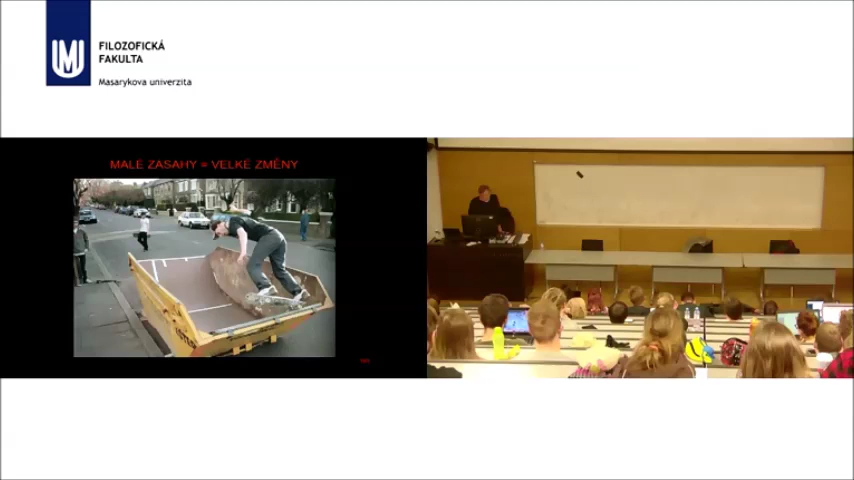 FILOZOFICKÁ
FAKULTA
Masarykova univerzita
MALÉ ZÁSAHY = VELKÉ ZMĚNY